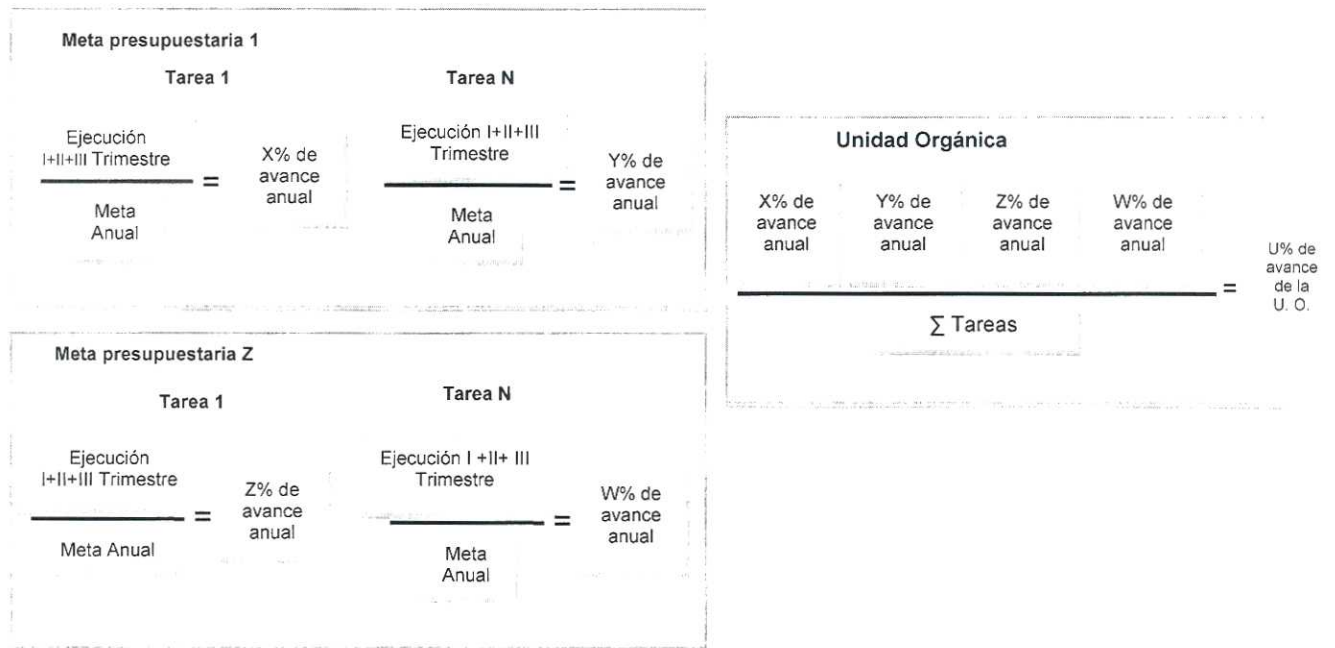 Meta presupuestaria 1
Tarea 1
Ejecución
I+II+III Trimestre
Meta
Anual
=
X% de
avance
anual
Tarea N
Ejecución I+II+III
Trimestre
Meta
Anual
=
Y% de
avance
anual
Meta presupuestaria Z
Tarea 1
Ejecución
I+II+III Trimestre
Meta Anual
=
Z% de
avance
anual
Tarea N
Ejecución I +II+ III
Trimestre
Meta
Anual
=
W% de
avance
anual
Unidad Orgánica
X% de
avance
anual
Y% de
avance
anual
Z% de
avance
anual
W% de
avance
anual
∑ Tareas
=
U% de
avance
de la
U. O.